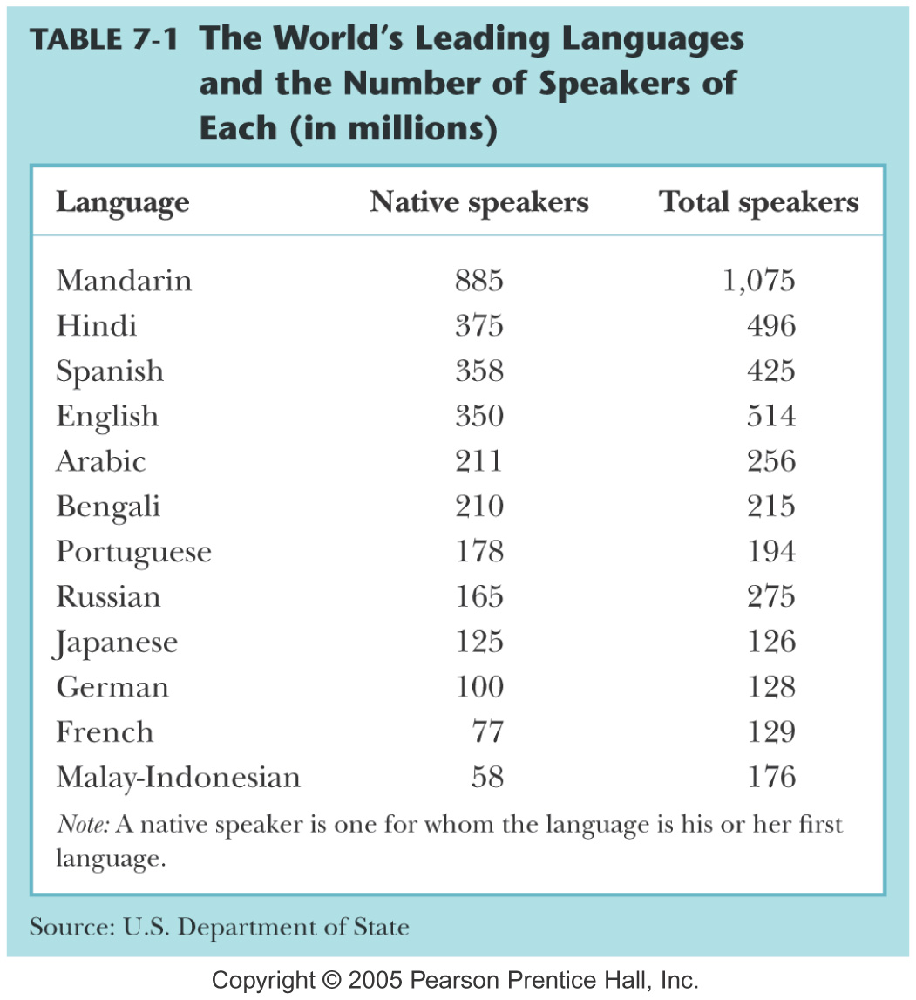 TABLE 7-1 The World's Leading Languages
and the Number of Speakers of
Each (in millions)
Language Native speakers Total speakers
Mandarin 885 1,075
Hindi 375 496
Spanish 358 425
English 350 514
Arabic 211 256
Bengali 210 215
Portuguese 178 194
Russian 165 275
Japanese 125 126
German 100 128
French 77 129
Malay-Indonesian 58 176
Note: A native speaker is one for whom the language is his or her first
language.
Source: U.S. Department of State
Copyright © 2005 Pearson Prentice Hall, Inc.